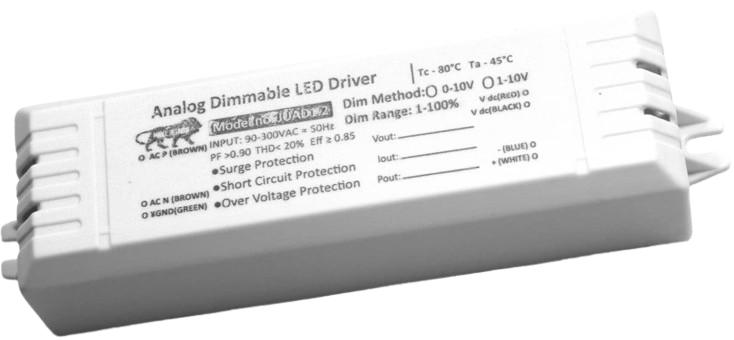 Analog Dimmable LED Driver
Tc - 80°C Ta - 45°C
Dim Method: 0-10V 1-10V
Dim Range: 1-100%
V dc(RED)
V dc(BLACK)
INPUT: 90-300VAC = 50Hz
AC P (BROWN)
PF >0.90 THD< 20% Eff ≥ 0.85
•Surge Protection
•Short Circuit Protection
•Over Voltage Protection
AC N (BROWN)
GND(GREEN)
Vout:
Iout:
Pout:
- (BLUE)
+ (WHITE)